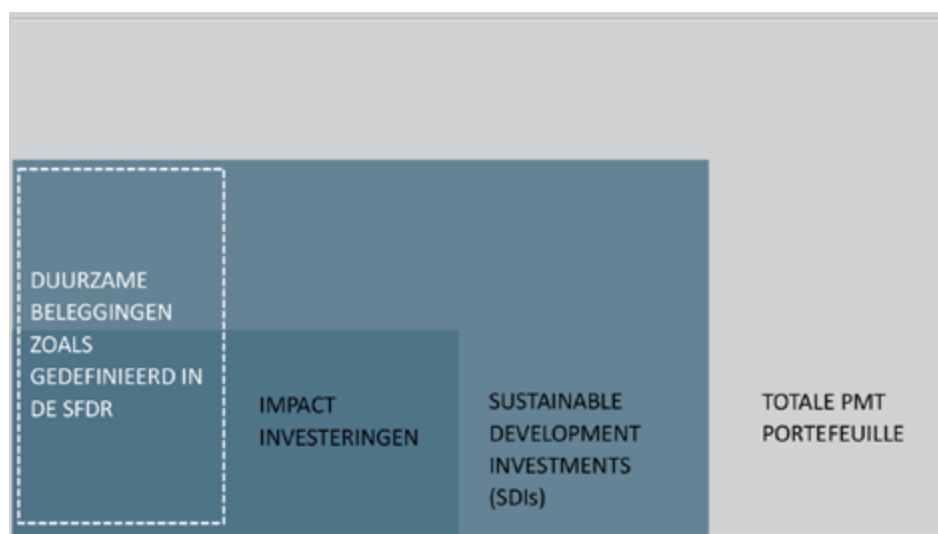 DUURZAME
BELEGGINGEN
ZOALS
GEDEFINIEERD IN
DE SFDR
IMPACT
INVESTERINGEN
SUSTAINABLE
DEVELOPMENT
INVESTMENTS
(SDIs)
TOTALE PMT
PORTEFEUILLE